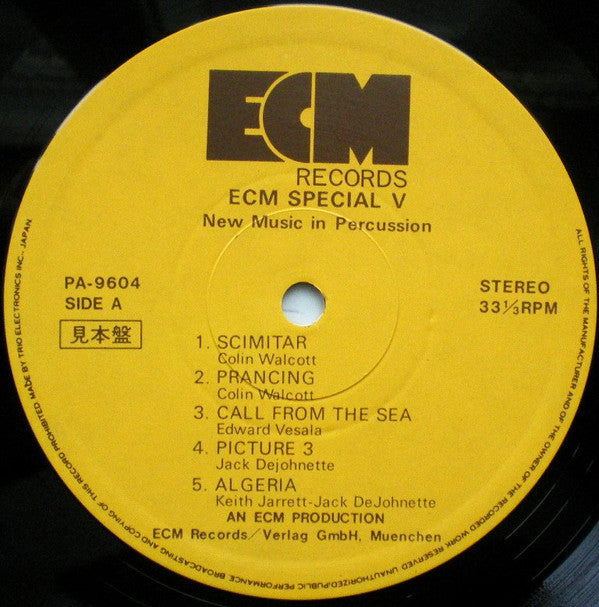 ECM
RECORDS
ECM SPECIAL V
New Music in Percussion
PA-9604
SIDE A
見本盤
STEREO
33 1/3 RPM
1. SCIMITAR
Colin Walcott
2. PRANCING
Colin Walcott
3. CALL FROM THE SEA
Edward Vesala
4. PICTURE 3
Jack Dejohnette
5. ALGERIA
Keith Jarrett-Jack DeJohnette
AN ECM PRODUCTION
ECM Records/Verlag GmbH, Muenchen
ALL RIGHTS OF THE MANUFACTURER AND OF THE OWNER OF THE RECORDED WORK RESERVED UNAUTHORIZED PUBLIC PERFORMANCE BROADCASTING AND COPYING OF THIS RECORD PROHIBITED MADE BY TRIO ELECTRONICS INC., JAPAN.